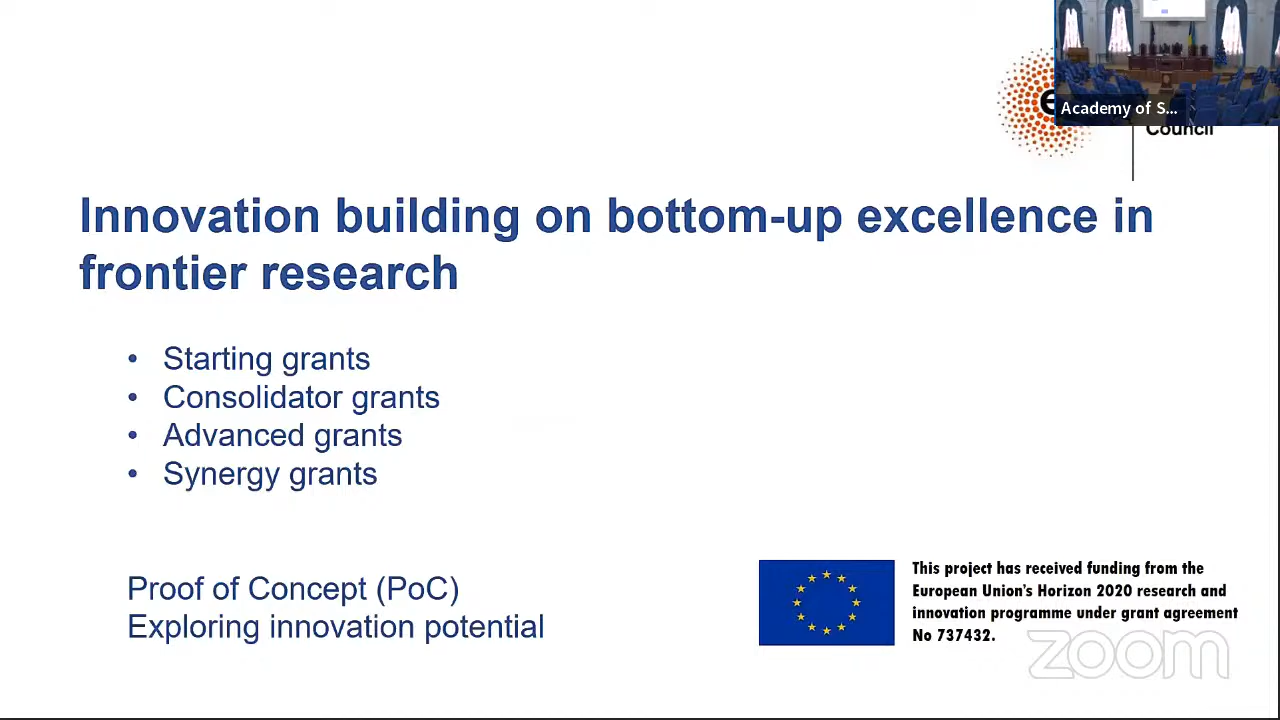 Academy of S...
Council
Innovation building on bottom-up excellence in
frontier research
• Starting grants
• Consolidator grants
• Advanced grants
• Synergy grants
Proof of Concept (PoC)
Exploring innovation potential
This project has received funding from the
European Union's Horizon 2020 research and
innovation programme under grant agreement
No 737432.
zoom